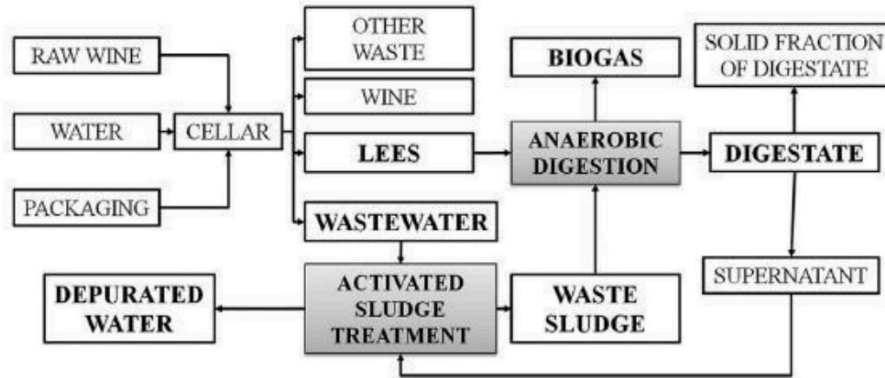 RAW WINE
WATER
PACKAGING
CELLAR
OTHER
WASTE
WINE
LEES
WASTEWATER
BIOGAS
ANAEROBIC
DIGESTION
SOLID FRACTION
OF DIGESTATE
DIGESTATE
SUPERNATANT
DEPURATED
WATER
ACTIVATED
SLUDGE
TREATMENT
WASTE
SLUDGE